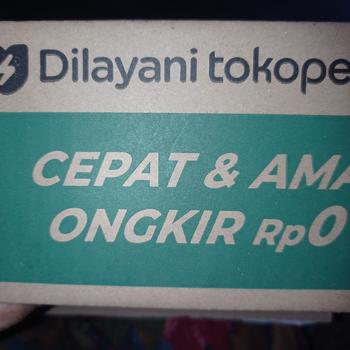 Dilayani tokope
CEPAT & AMA
ONGKIR Rp0